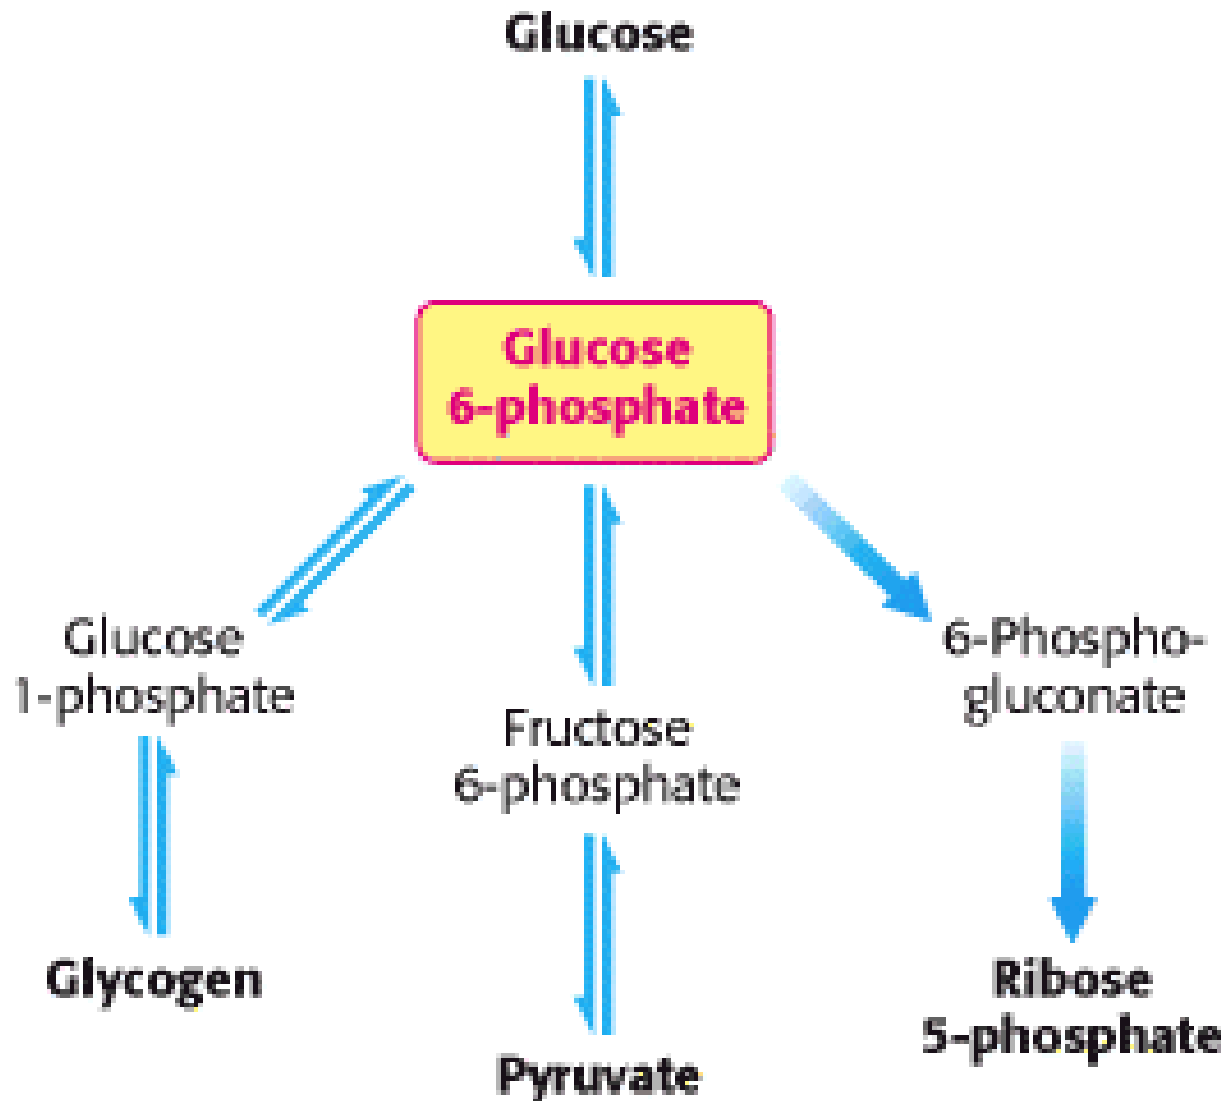 Glucose
Glucose
6-phosphate
Glucose
1-phosphate
Fructose
6-phosphate
6-Phospho-
gluconate
Glycogen
Pyruvate
Ribose
5-phosphate